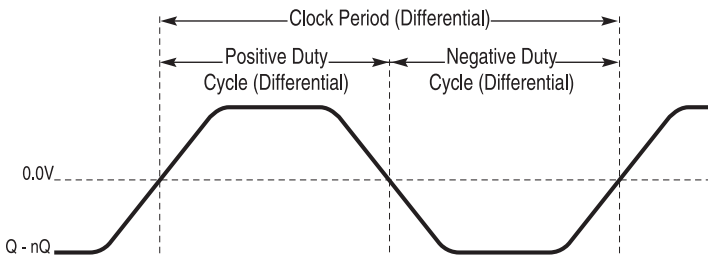 Clock Period (Differential)
Positive Duty
Cycle (Differential)
Negative Duty
Cycle (Differential)
0.0V
Q - nQ